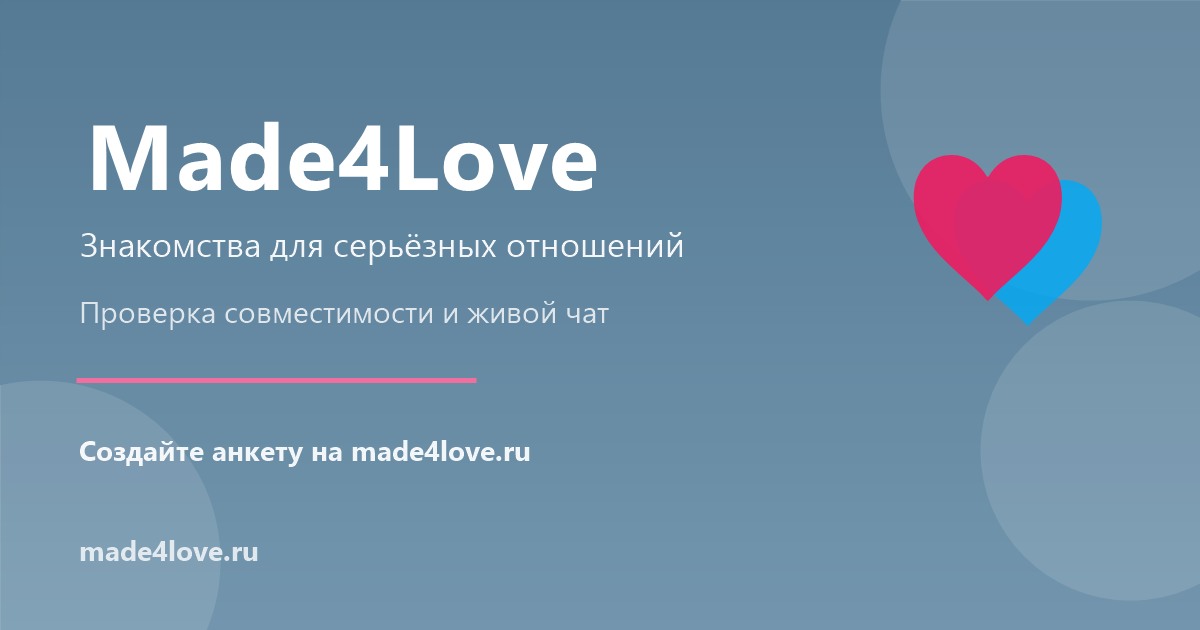 Made4Love
Знакомства для серьёзных отношений
Проверка совместимости и живой чат
Создайте анкету на made4love.ru
made4love.ru